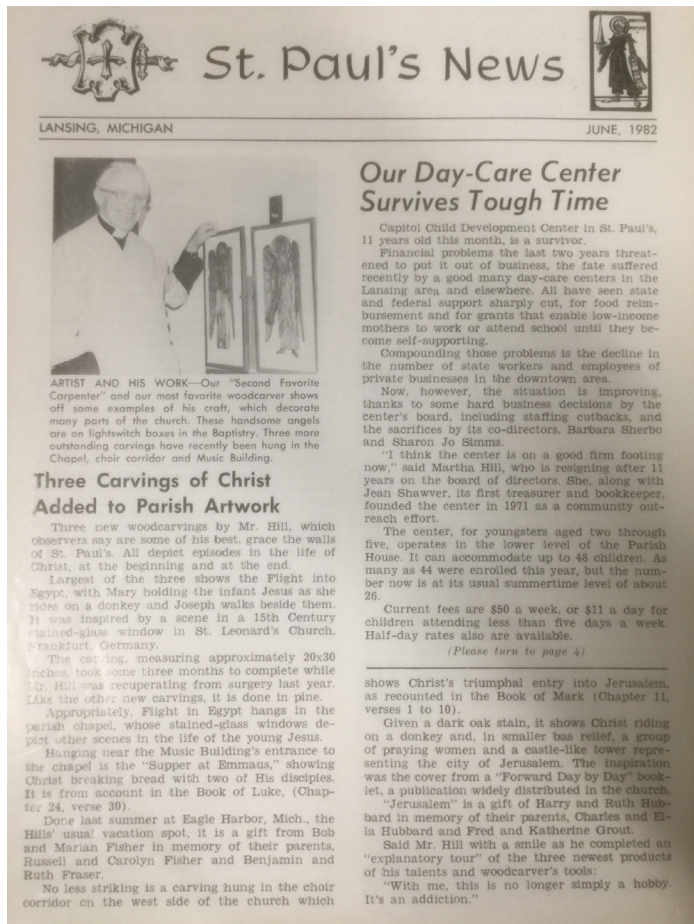 St. Paul's News
LANSING, MICHIGAN
JUNE, 1982
ARTIST AND HIS WORK—Our "Second Favorite
Carpenter" and our most favorite woodcarver shows
off some examples of his craft, which decorate
many parts of the church. These handsome angels
are on lightswitch boxes in the Baptistry. Three more
outstanding carvings have recently been hung in the
Chapel, choir corridor and Music Building.
Three Carvings of Christ
Added to Parish Artwork
Three new woodcarvings by Mr. Hill, which
observers say are some of his best, grace the walls
of St. Paul's. All depict episodes in the life of
Christ, at the beginning and at the end.
Largest of the three shows the Flight into
Egypt, with Mary holding the infant Jesus as she
rides on a donkey and Joseph walks beside them.
It was inspired by a scene in a 15th Century
stained-glass window in St. Leonard's Church,
Frankfurt, Germany.
The carving, measuring approximately 20x30
inches, took some three months to complete while
Mr. Hill was recuperating from surgery last year.
Like the other new carvings, it is done in pine.
Appropriately, Flight in Egypt hangs in the
parish chapel, whose stained-glass windows de-
pict other scenes in the life of the young Jesus.
Hanging near the Music Building's entrance to
the chapel is the "Supper at Emmaus," showing
Christ breaking bread with two of His disciples.
It is from account in the Book of Luke, (Chap-
ter 24, verse 30).
Done last summer at Eagle Harbor, Mich., the
Hills' usual vacation spot, it is a gift from Bob
and Marian Fisher in memory of their parents,
Russell and Carolyn Fisher and Benjamin and
Ruth Fraser.
No less striking is a carving hung in the choir
corridor on the west side of the church which
Our Day-Care Center
Survives Tough Time
Capitol Child Development Center in St. Paul's,
11 years old this month, is a survivor.
Financial problems the last two years threat-
ened to put it out of business, the fate suffered
recently by a good many day-care centers in the
Lansing area and elsewhere. All have seen state
and federal support sharply cut, for food reim-
bursement and for grants that enable low-income
mothers to work or attend school until they be-
come self-supporting.
Compounding those problems is the decline in
the number of state workers and employees of
private businesses in the downtown area.
Now, however, the situation is improving,
thanks to some hard business decisions by the
center's board, including staffing cutbacks, and
the sacrifices by its co-directors, Barbara Sherbo
and Sharon Jo Simms.
"I think the center is on a good firm footing
now," said Martha Hill, who is resigning after 11
years on the board of directors. She, along with
Jean Shawver, its first treasurer and bookkeeper,
founded the center in 1971 as a community out-
reach effort.
The center, for youngsters aged two through
five, operates in the lower level of the Parish
House. It can accommodate up to 48 children. As
many as 44 were enrolled this year, but the num-
ber now is at its usual summertime level of about
26.
Current fees are $50 a week, or $11 a day for
children attending less than five days a week.
Half-day rates also are available.
(Please turn to page 4)
shows Christ's triumphal entry into Jerusalem,
as recounted in the Book of Mark (Chapter 11,
verses 1 to 10).
Given a dark oak stain, it shows Christ riding
on a donkey and, in smaller bas relief, a group
of praying women and a castle-like tower repre-
senting the city of Jerusalem. The inspiration
was the cover from a "Forward Day by Day" book-
let, a publication widely distributed in the church.
"Jerusalem" is a gift of Harry and Ruth Hub-
bard in memory of their parents, Charles and El-
la Hubbard and Fred and Katherine Grout.
Said Mr. Hill with a smile as he completed an
"explanatory tour" of the three newest products
of his talents and woodcarver's tools:
"With me, this is no longer simply a hobby.
It's an addiction."